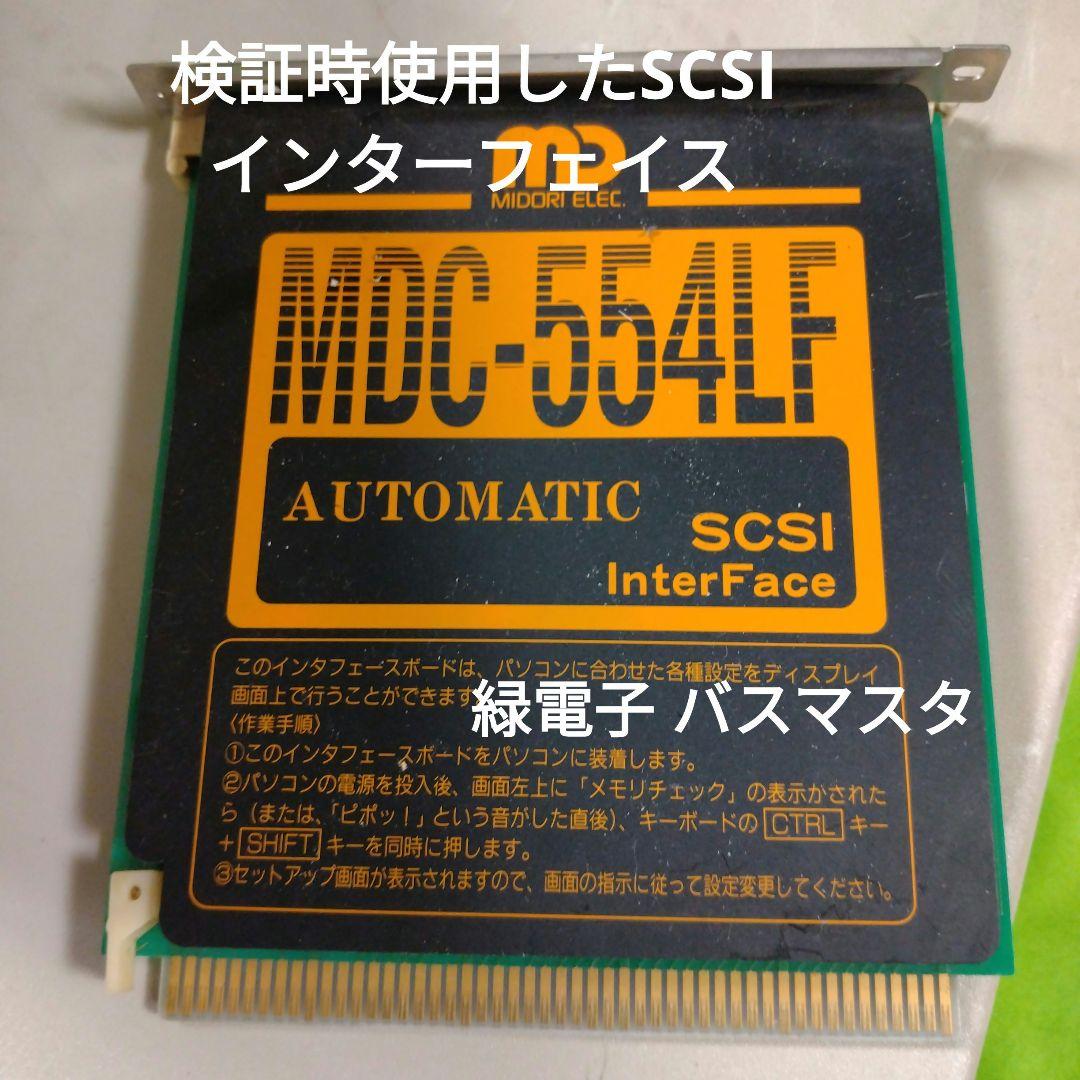 検証時使用したSCSI
インターフェイス
MIDORI ELEC.
MDC-554LF
AUTOMATIC
SCSI
InterFace
このインタフェースボードは、パソコンに合わせた各種設定をディスプレイ
画面上で行うことができます
緑電子 バスマスタ
〈作業手順〉
①このインタフェースボードをパソコンに装着します。
②パソコンの電源を投入後、画面左上に「メモリチェック」の表示がされた
ら（または、「ピポッ！」という音がした直後）、キーボードの CTRL キー
+ SHIFT キーを同時に押します。
③セットアップ画面が表示されますので、画面の指示に従って設定変更してください。